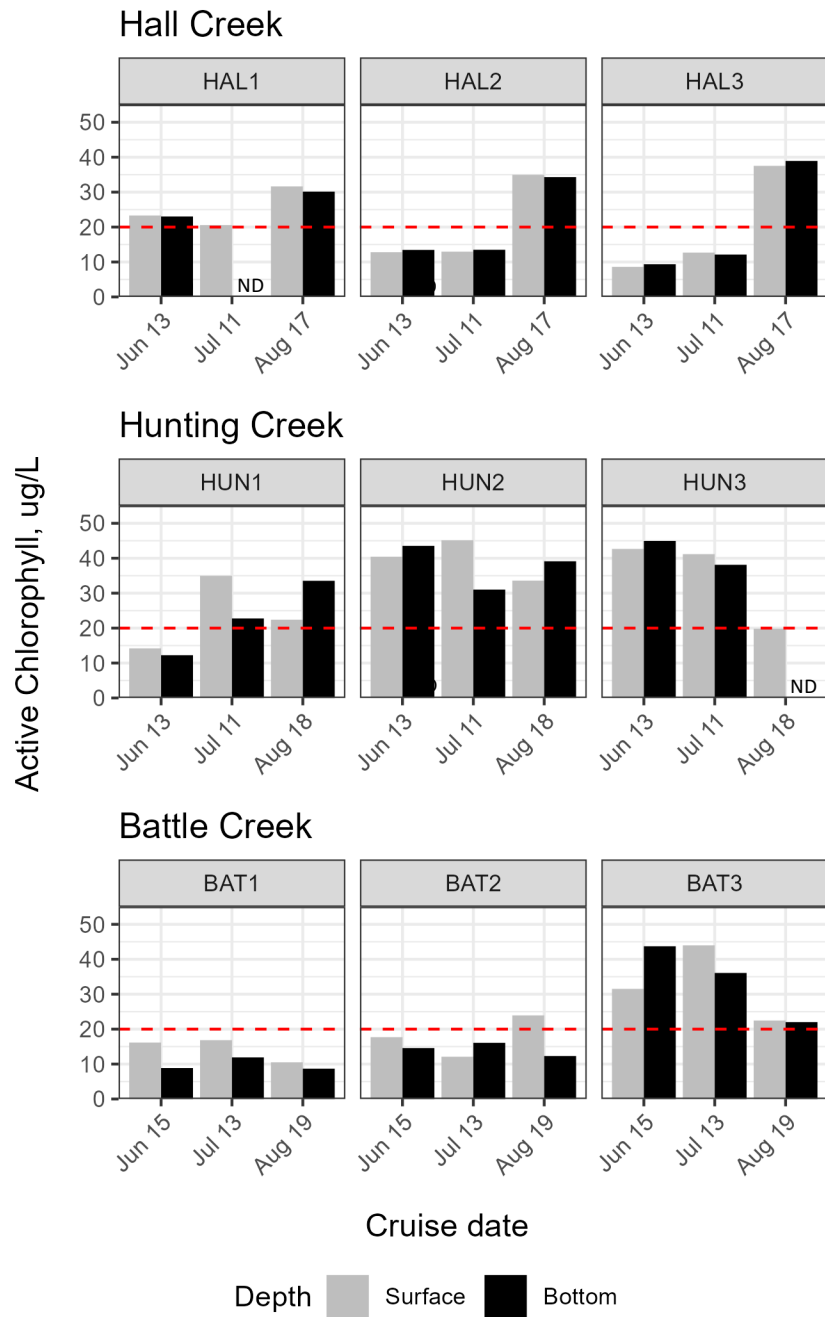 Hall Creek
HAL1 HAL2 HAL3
50
40
30
20
10
0
ND
Jun 13 Jul 11 Aug 17 Jun 13 Jul 11 Aug 17 Jun 13 Jul 11 Aug 17
Hunting Creek
HUN1 HUN2 HUN3
50
40
30
20
10
0
ND
Jun 13 Jul 11 Aug 18 Jun 13 Jul 11 Aug 18 Jun 13 Jul 11 Aug 18
Active Chlorophyll, ug/L
Battle Creek
BAT1 BAT2 BAT3
50
40
30
20
10
0
Jun 15 Jul 13 Aug 19 Jun 15 Jul 13 Aug 19 Jun 15 Jul 13 Aug 19
Cruise date
Depth Surface Bottom